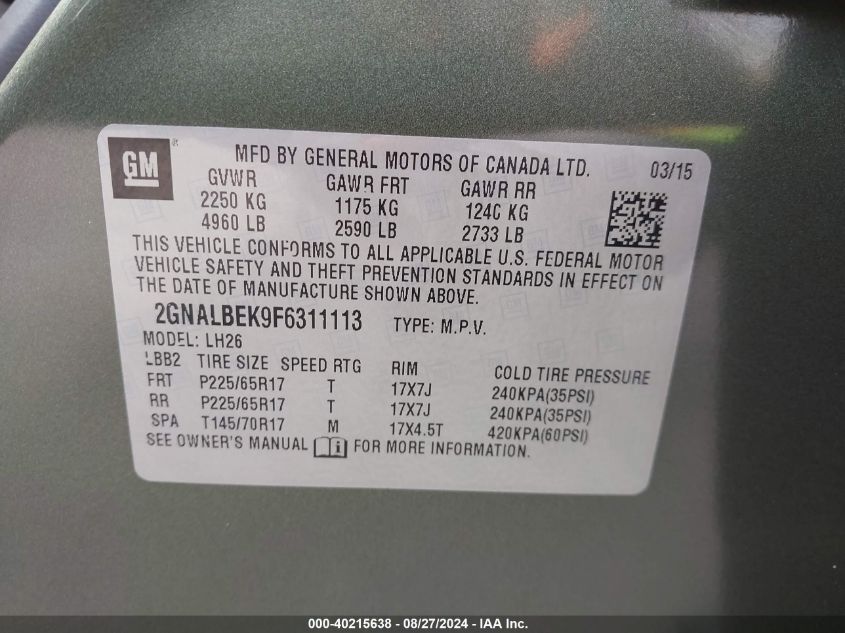 GM ® MFD BY GENERAL MOTORS OF CANADA LTD. 03/15
GVWR GAWR FRT GAWR RR
2250 KG 1175 KG 1240 KG
4960 LB 2590 LB 2733 LB
THIS VEHICLE CONFORMS TO ALL APPLICABLE U.S. FEDERAL MOTOR
VEHICLE SAFETY AND THEFT PREVENTION STANDARDS IN EFFECT ON
THE DATE OF MANUFACTURE SHOWN ABOVE.
2GNALBEK9F6311113 TYPE: M.P.V.
MODEL: LH26
LBB2 TIRE SIZE SPEED RTG RIM COLD TIRE PRESSURE
FRT P225/65R17 T 17X7J 240KPA(35PSI)
RR P225/65R17 T 17X7J 240KPA(35PSI)
SPA T145/70R17 M 17X4.5T 420KPA(60PSI)
SEE OWNER'S MANUAL i FOR MORE INFORMATION.
000-40215638 - 08/27/2024 - IAA Inc.